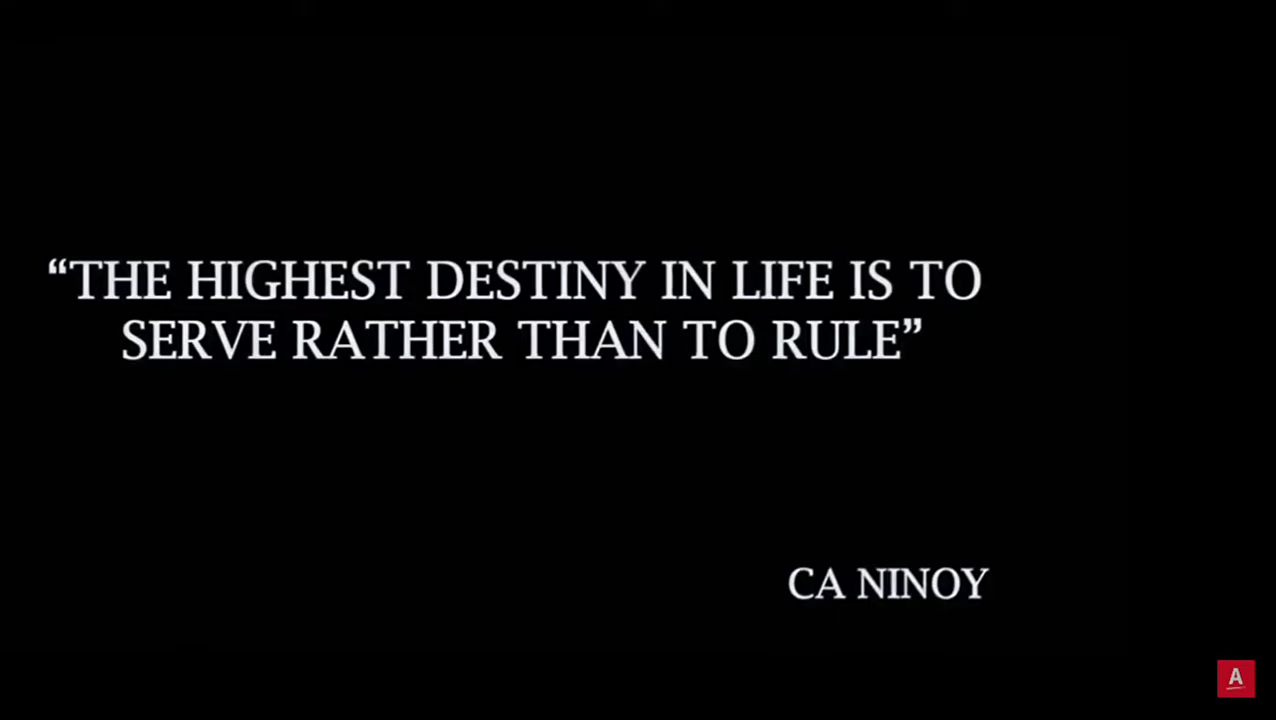 “THE HIGHEST DESTINY IN LIFE IS TO
SERVE RATHER THAN TO RULE”
CA NINOY
A